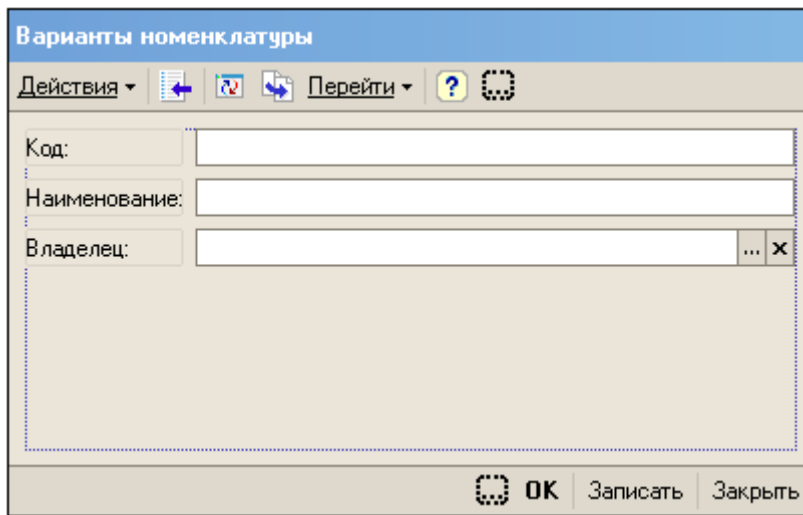 Варианты номенклатуры
Действия Перейти ?
Код:
Наименование:
Владелец: ... x
OK Записать Закрыть